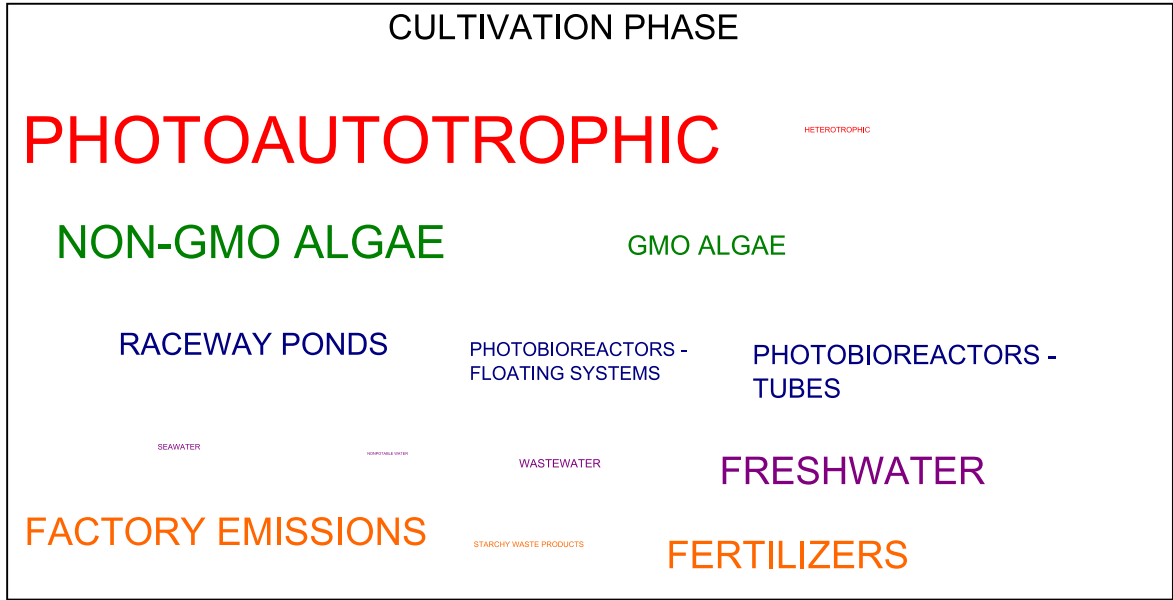 CULTIVATION PHASE
PHOTOAUTOTROPHIC
HETEROTROPHIC
NON-GMO ALGAE
GMO ALGAE
RACEWAY PONDS
PHOTOBIOREACTORS -
FLOATING SYSTEMS
PHOTOBIOREACTORS -
TUBES
SEAWATER
NONPOTABLE WATER
WASTEWATER
FRESHWATER
FACTORY EMISSIONS
STARCHY WASTE PRODUCTS
FERTILIZERS